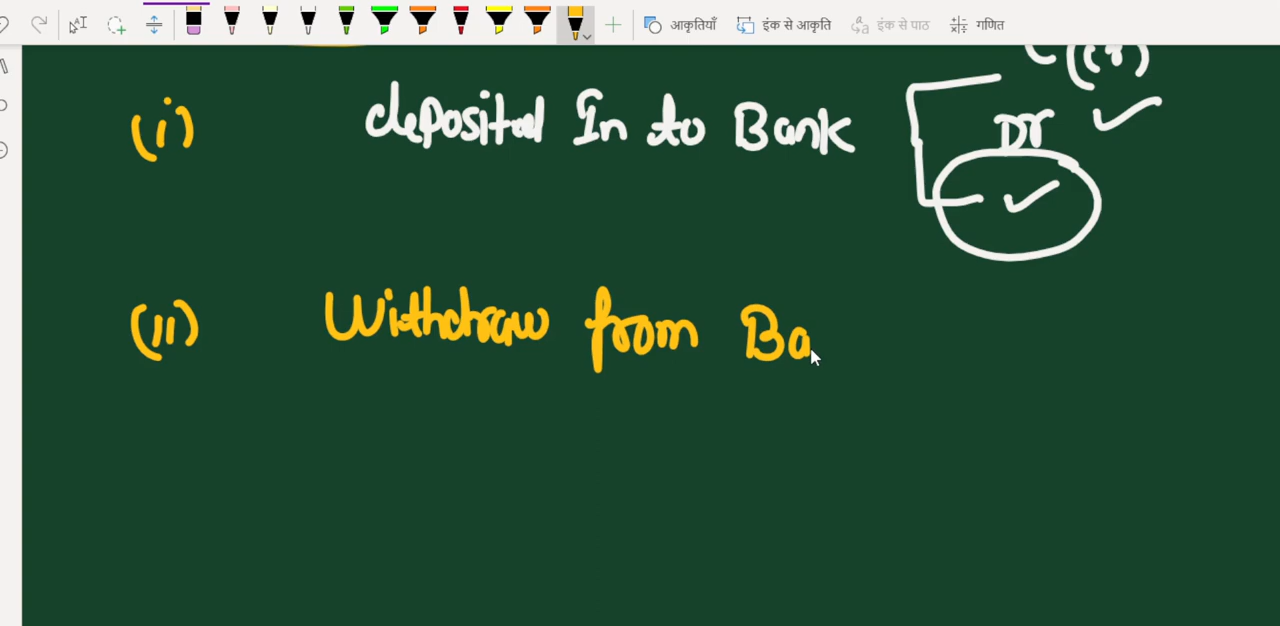 आकृतियाँ इंक से आकृति इंक से पाठ गणित
(i) deposited In to Bank Dr
(ii) Withdraw from Ba